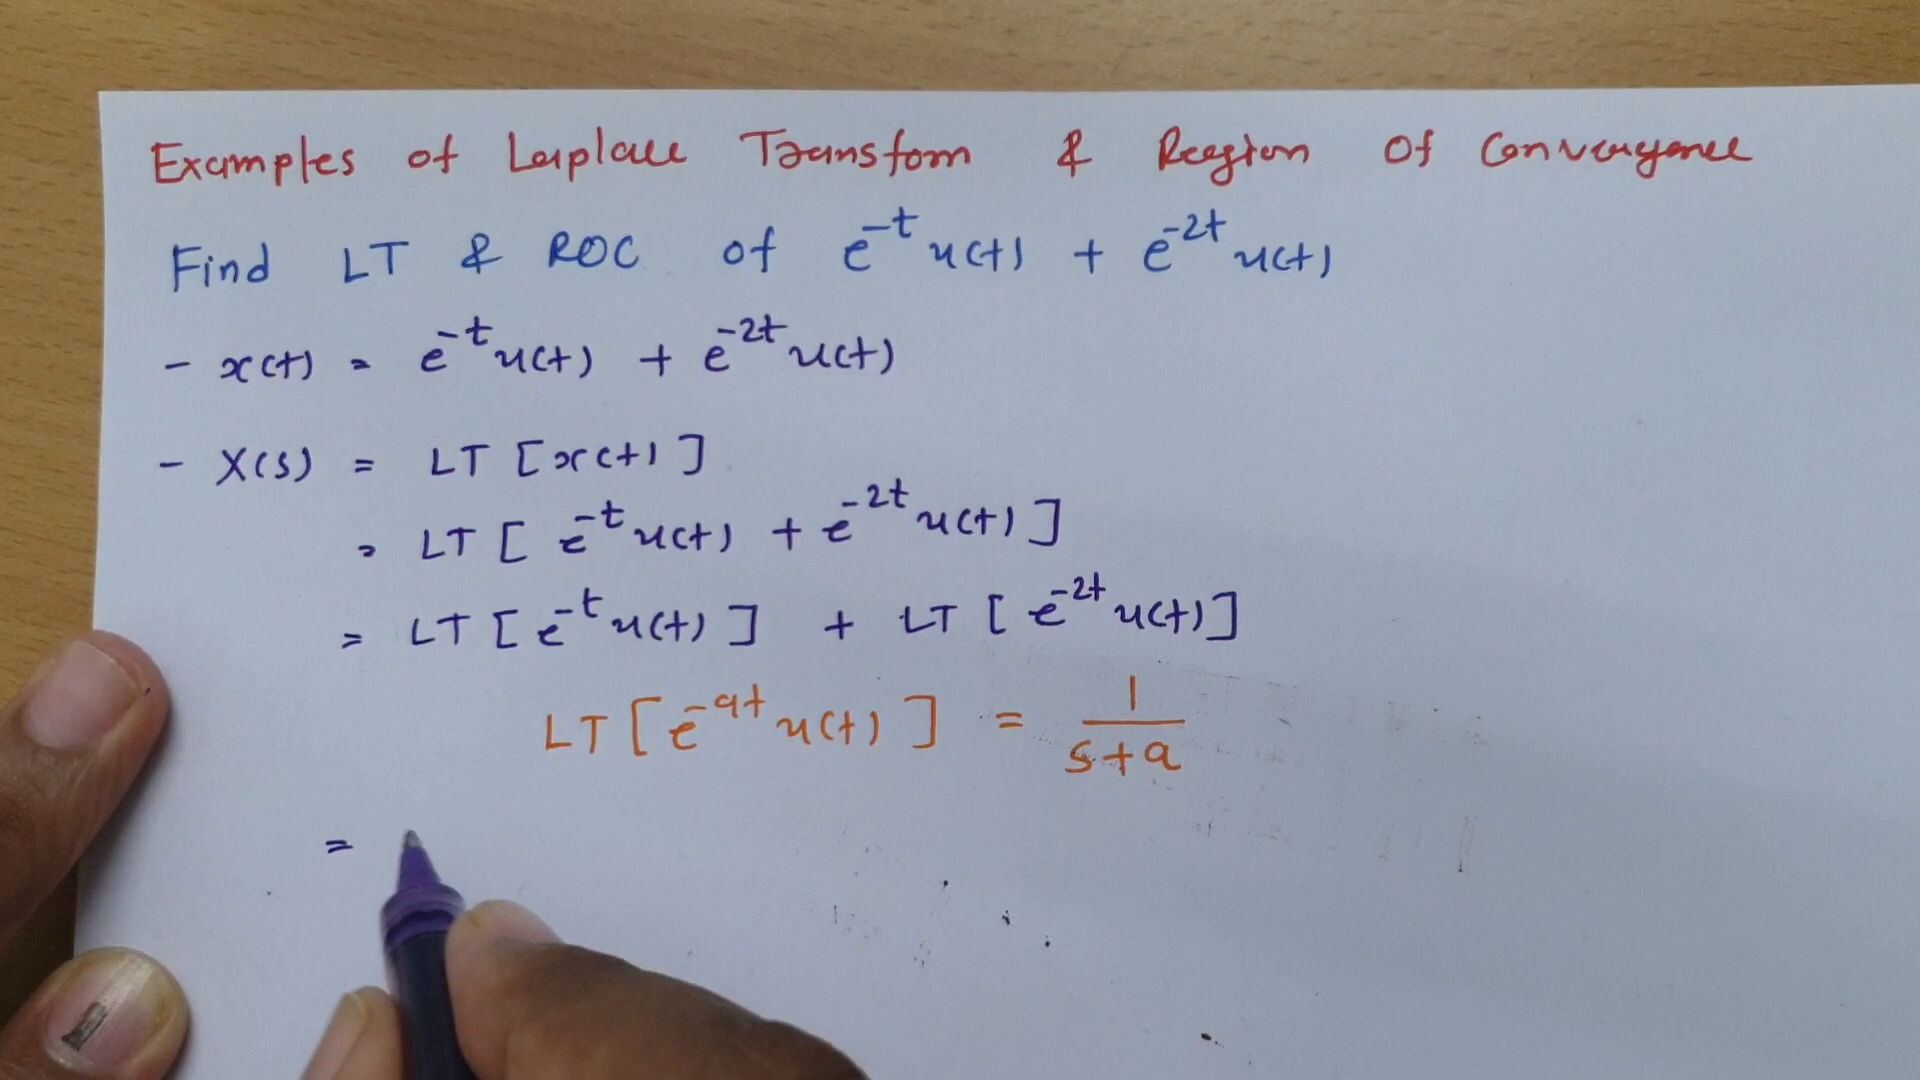 Examples of Laplace Transform & Region Of Convergence
Find LT & ROC of e^-t u(t) + e^-2t u(t)
- x(t) = e^-t u(t) + e^-2t u(t)
- X(s) = LT [x(t)]
= LT [ e^-t u(t) + e^-2t u(t) ]
= LT [ e^-t u(t) ] + LT [ e^-2t u(t) ]
LT [ e^-at u(t) ] = 1/(s+a)
=